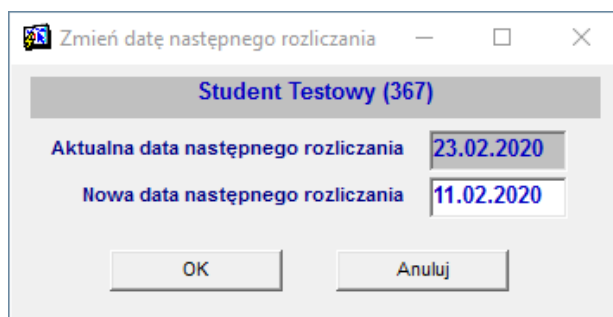 Zmień datę następnego rozliczania
Student Testowy (367)
Aktualna data następnego rozliczania 23.02.2020
Nowa data następnego rozliczania 11.02.2020
OK Anuluj